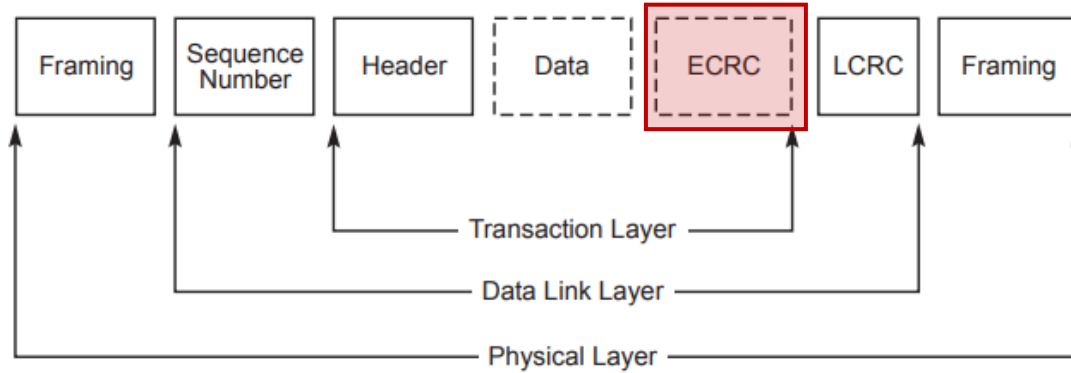 Framing
Sequence
Number
Header
Data
ECRC
LCRC
Framing
Transaction Layer
Data Link Layer
Physical Layer